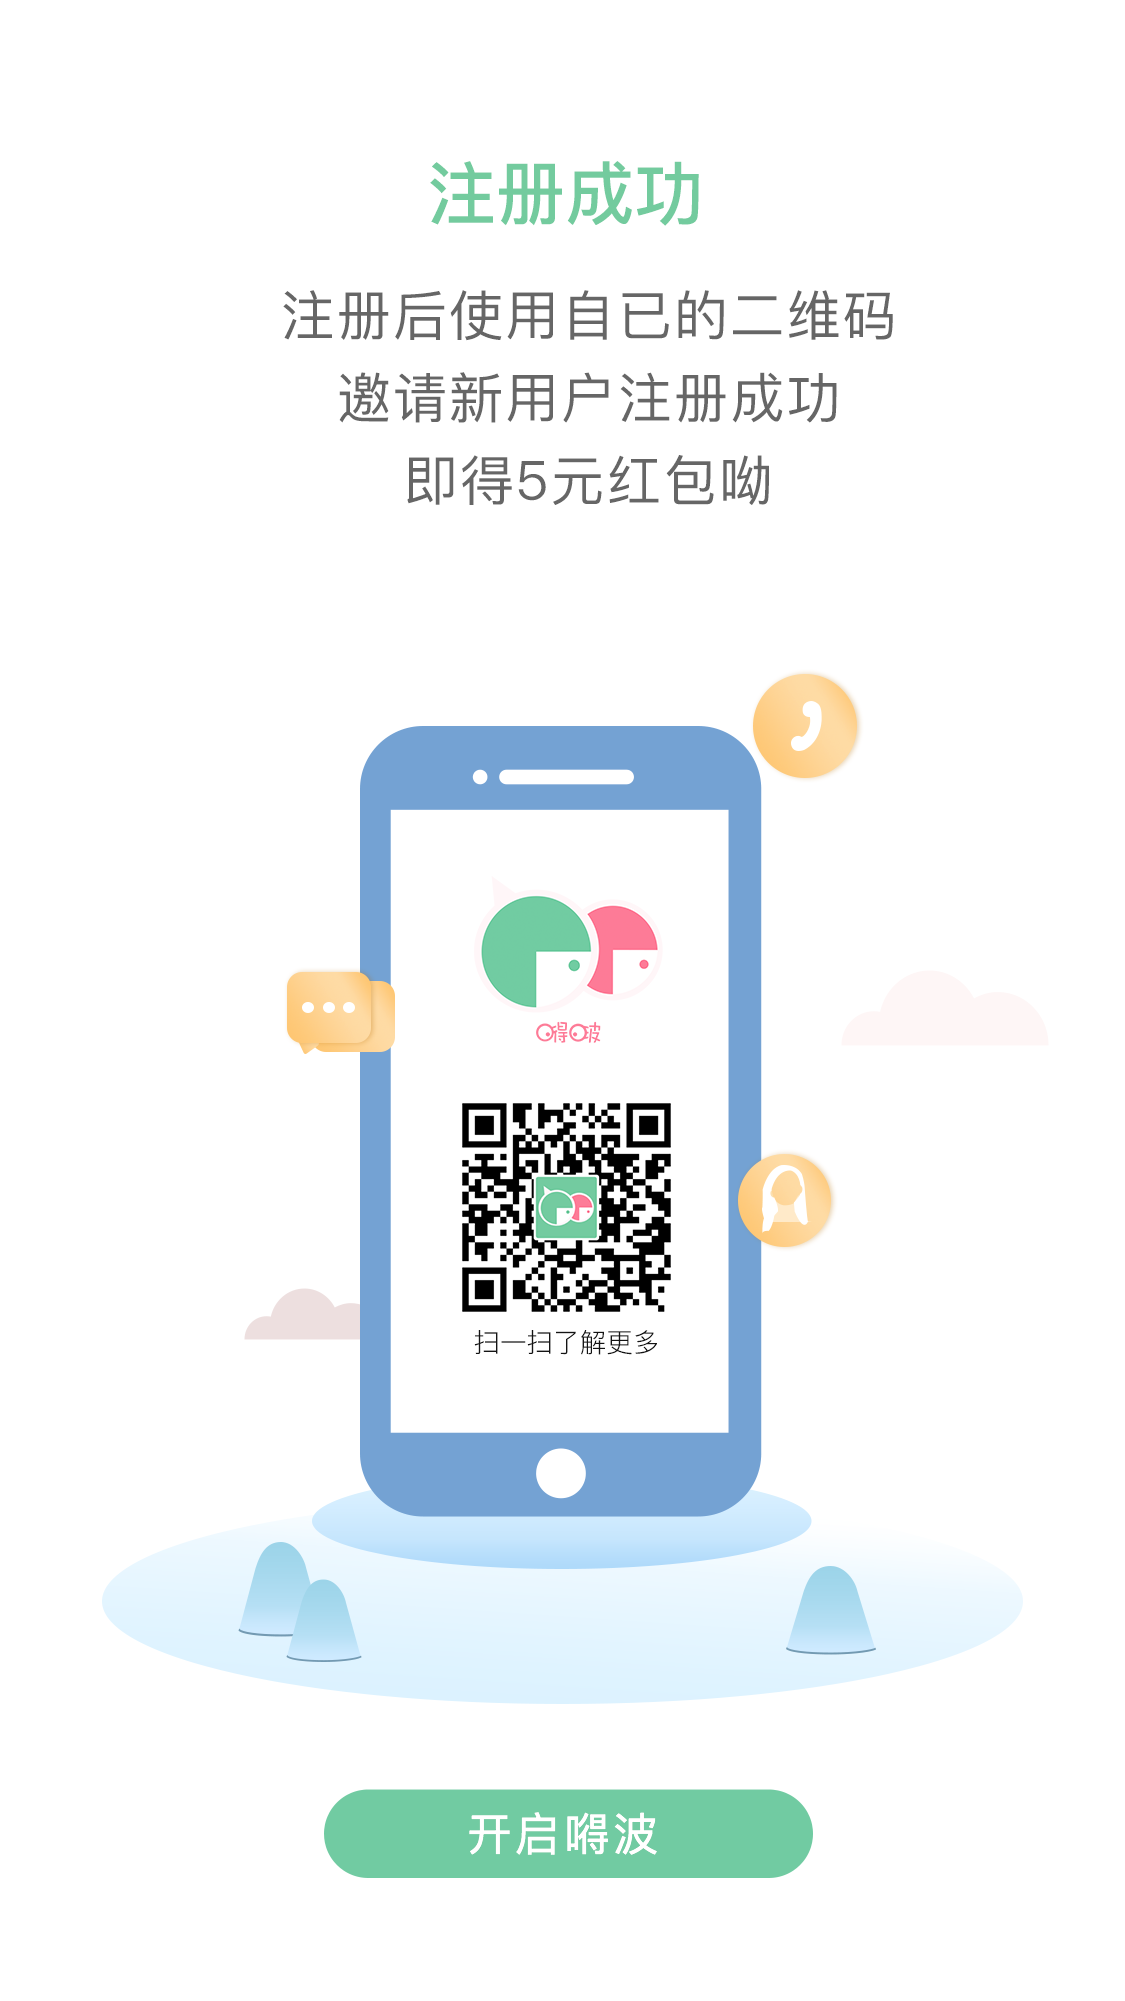 注册成功
注册后使用自已的二维码
邀请新用户注册成功
即得5元红包呦
嘚啵
扫一扫了解更多
开启嘚波